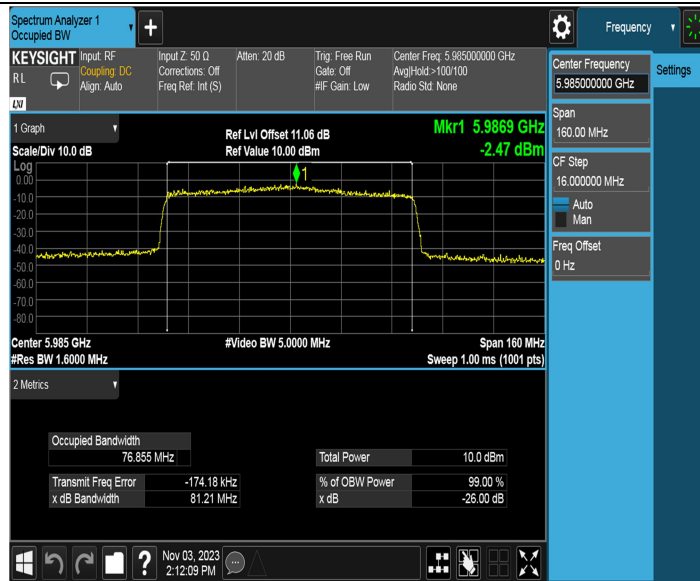 Spectrum Analyzer 1
Occupied BW
+
Frequency
KEYSIGHT
RL
LXI
Input: RF
Coupling: DC
Align: Auto
Input Z: 50 Ω
Corrections: Off
Freq Ref: Int (S)
Atten: 20 dB
Trig: Free Run
Gate: Off
#IF Gain: Low
Center Freq: 5.985000000 GHz
Avg|Hold:>100/100
Radio Std: None
Center Frequency
5.985000000 GHz
Settings
Span
160.00 MHz
CF Step
16.000000 MHz
Auto
Man
Freq Offset
0 Hz
1 Graph
Scale/Div 10.0 dB
Ref Lvl Offset 11.06 dB
Ref Value 10.00 dBm
Mkr1 5.9869 GHz
-2.47 dBm
Log
0.00
1
-10.0
-20.0
-30.0
-40.0
-50.0
-60.0
-70.0
-80.0
Center 5.985 GHz
#Video BW 5.0000 MHz
Span 160 MHz
#Res BW 1.6000 MHz
Sweep 1.00 ms (1001 pts)
2 Metrics
Occupied Bandwidth
76.855 MHz
Total Power 10.0 dBm
Transmit Freq Error -174.18 kHz
% of OBW Power 99.00 %
x dB Bandwidth 81.21 MHz
x dB -26.00 dB
?
Nov 03, 2023
2:12:09 PM